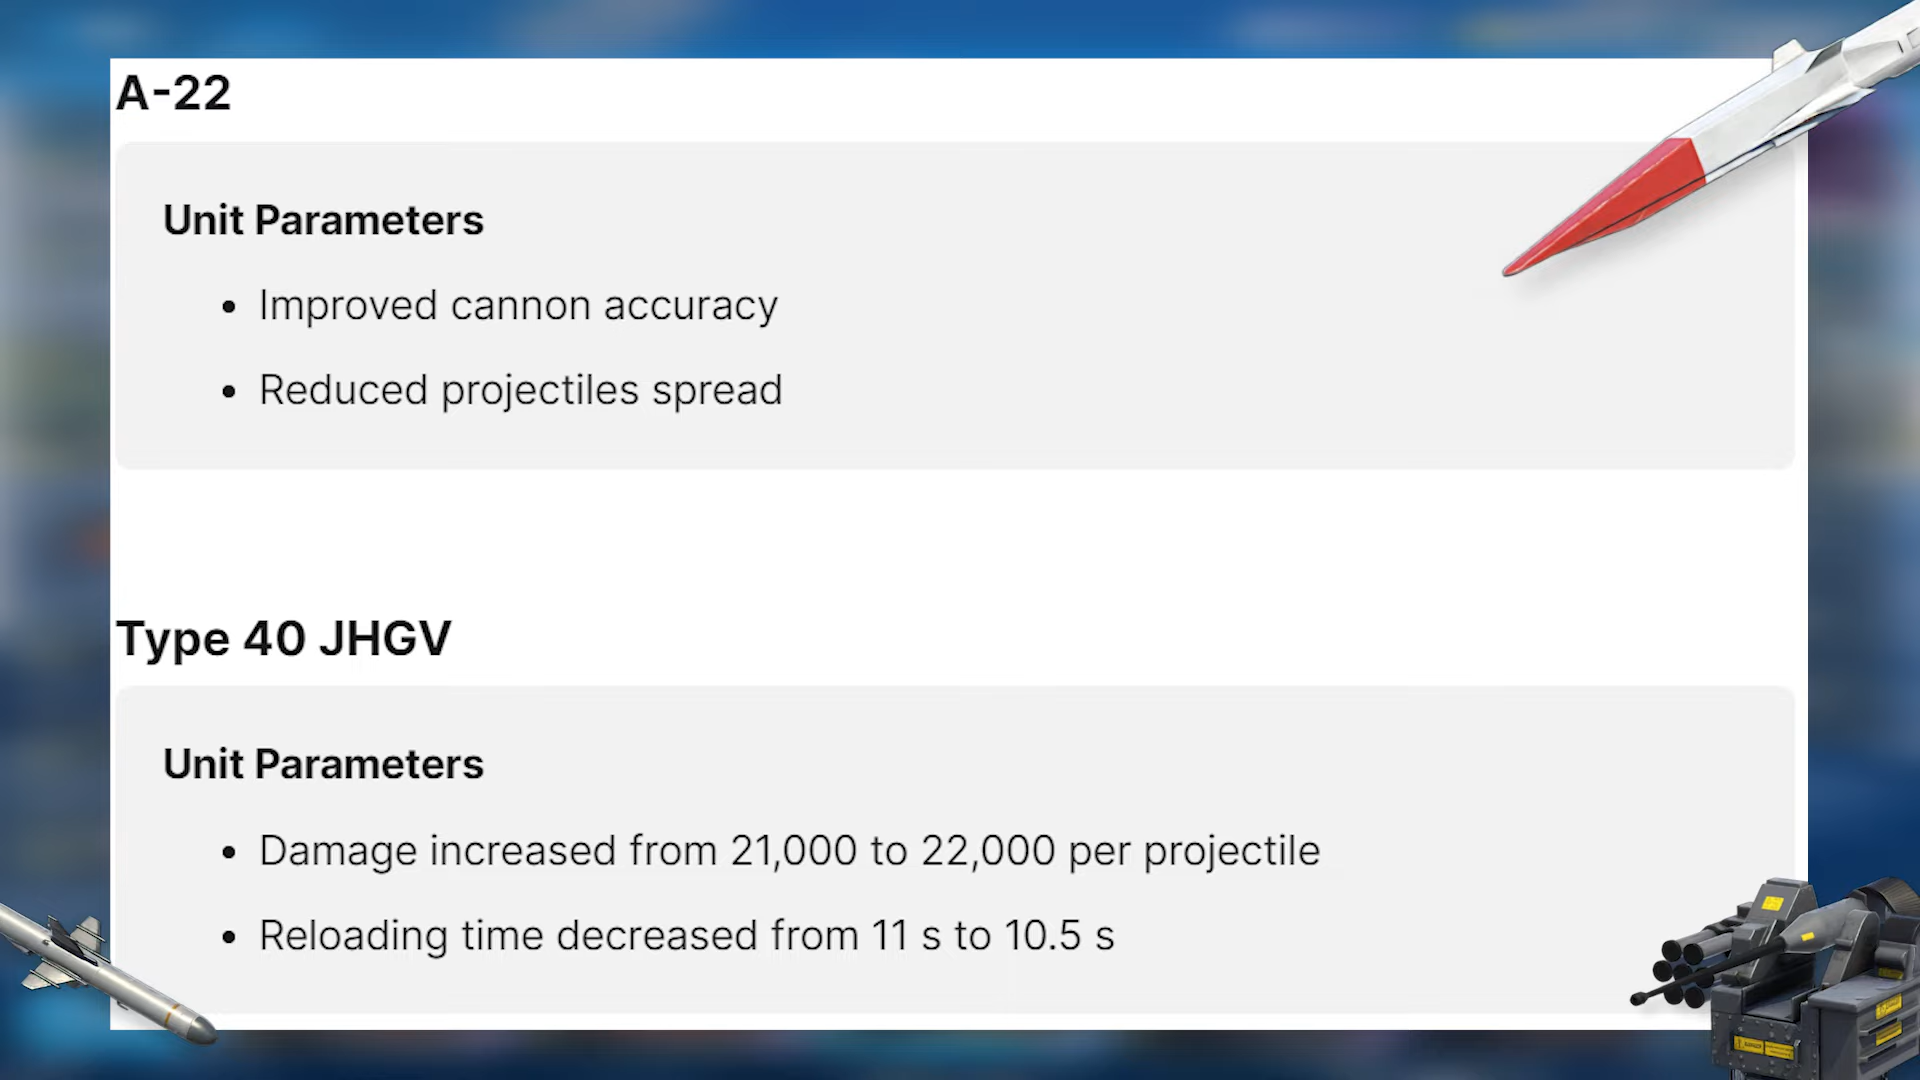 A-22
Unit Parameters
• Improved cannon accuracy
• Reduced projectiles spread
Type 40 JHGV
Unit Parameters
• Damage increased from 21,000 to 22,000 per projectile
• Reloading time decreased from 11 s to 10.5 s